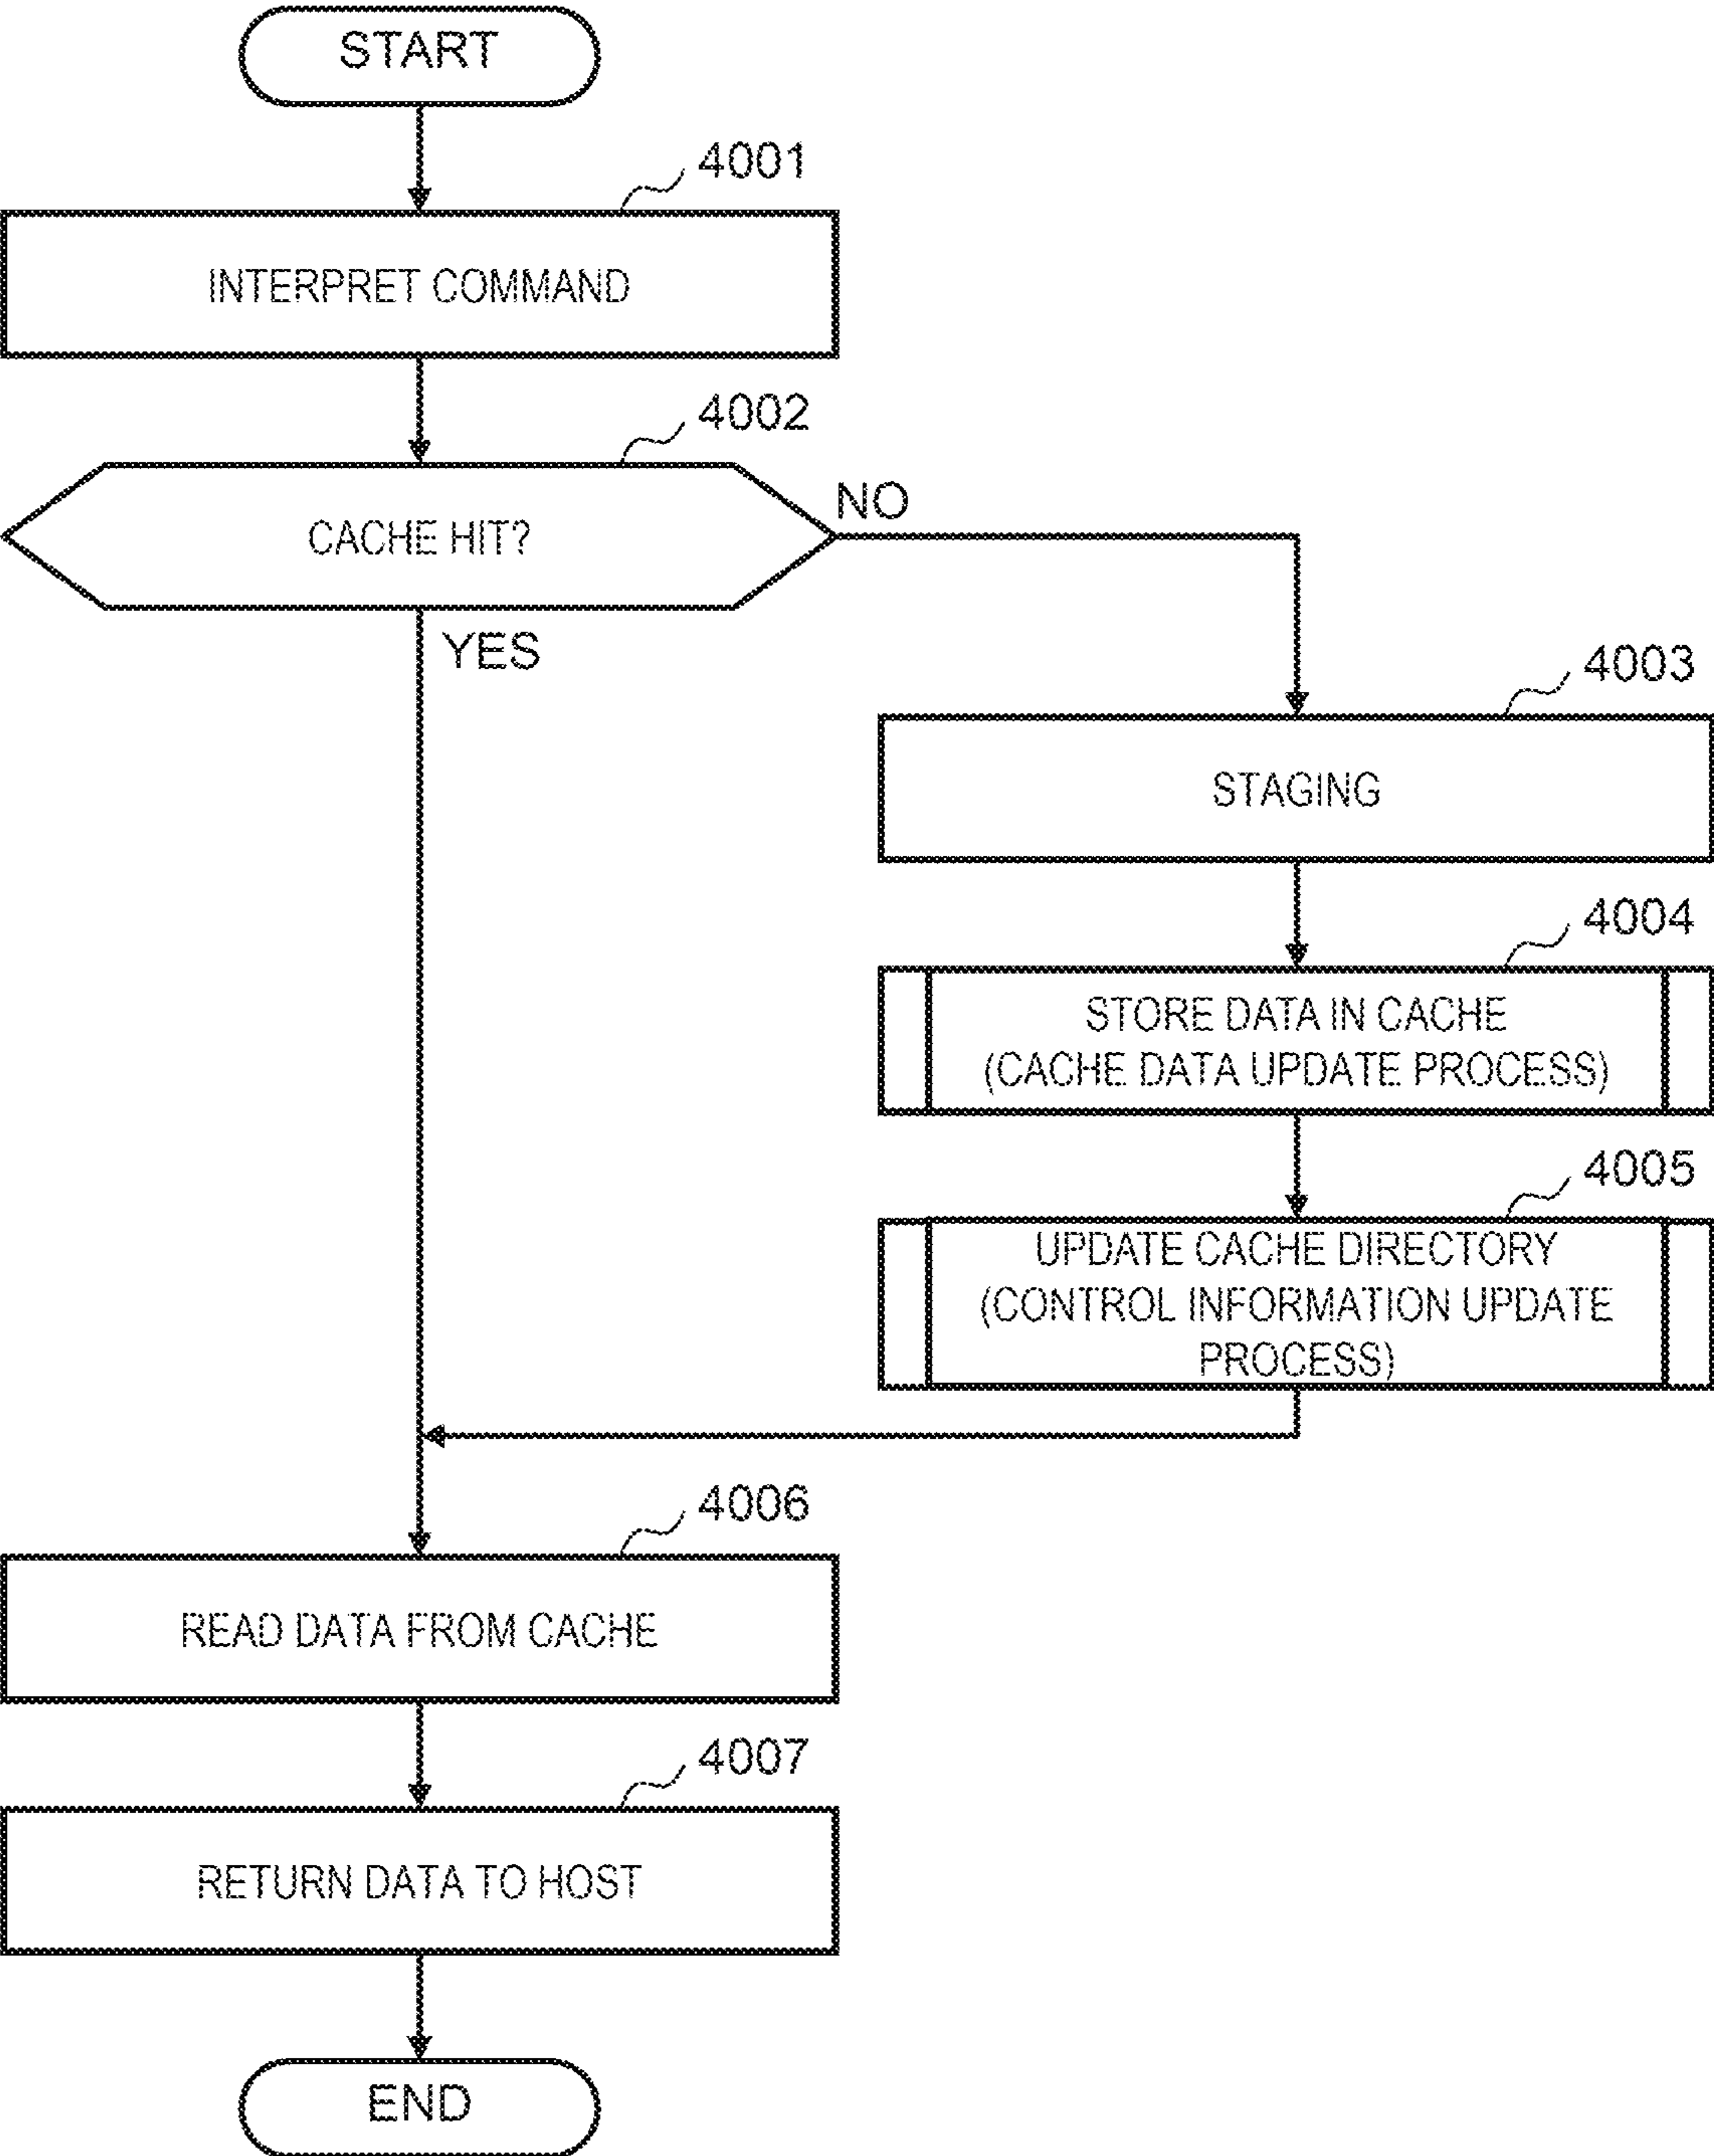 START
4001
INTERPRET COMMAND
4002
CACHE HIT?
NO
YES
4003
STAGING
4004
STORE DATA IN CACHE
(CACHE DATA UPDATE PROCESS)
4005
UPDATE CACHE DIRECTORY
(CONTROL INFORMATION UPDATE
PROCESS)
4006
READ DATA FROM CACHE
4007
RETURN DATA TO HOST
END